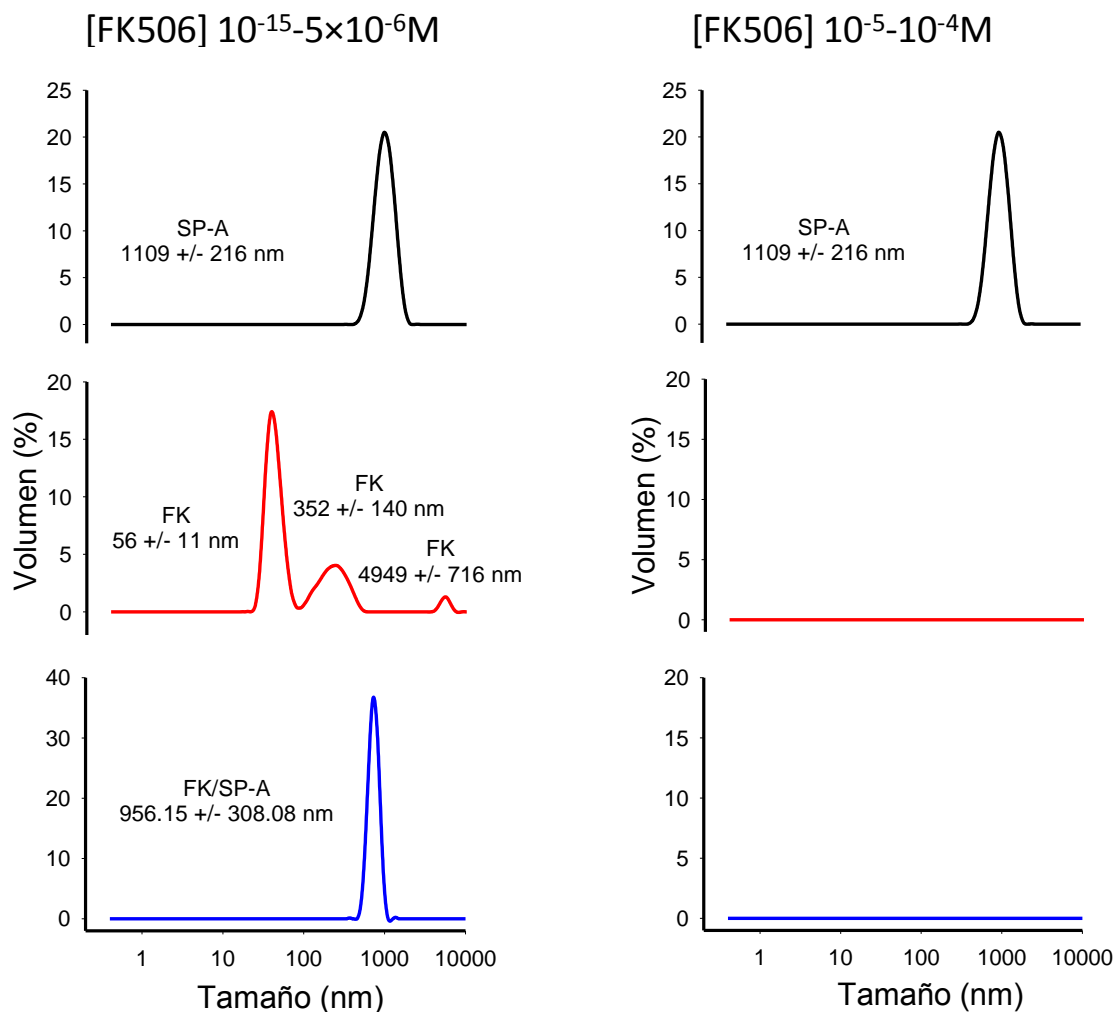 [FK506] 10⁻¹⁵-5×10⁻⁶M
25
20
15
10
5
0
SP-A
1109 +/- 216 nm
Volumen (%)
20
15
10
5
0
FK
56 +/- 11 nm
FK
352 +/- 140 nm
FK
4949 +/- 716 nm
40
30
20
10
0
FK/SP-A
956.15 +/- 308.08 nm
1 10 100 1000 10000
Tamaño (nm)
[FK506] 10⁻⁵-10⁻⁴M
25
20
15
10
5
0
SP-A
1109 +/- 216 nm
Volumen (%)
20
15
10
5
0
20
15
10
5
0
1 10 100 1000 10000
Tamaño (nm)